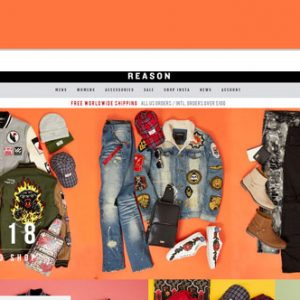 REASON
MENS WOMENS ACCESSORIES SALE SHOP INSTA NEWS ACCOUNT
FREE WORLDWIDE SHIPPING ALL US ORDERS / INTL. ORDERS OVER $100
18
SHOP